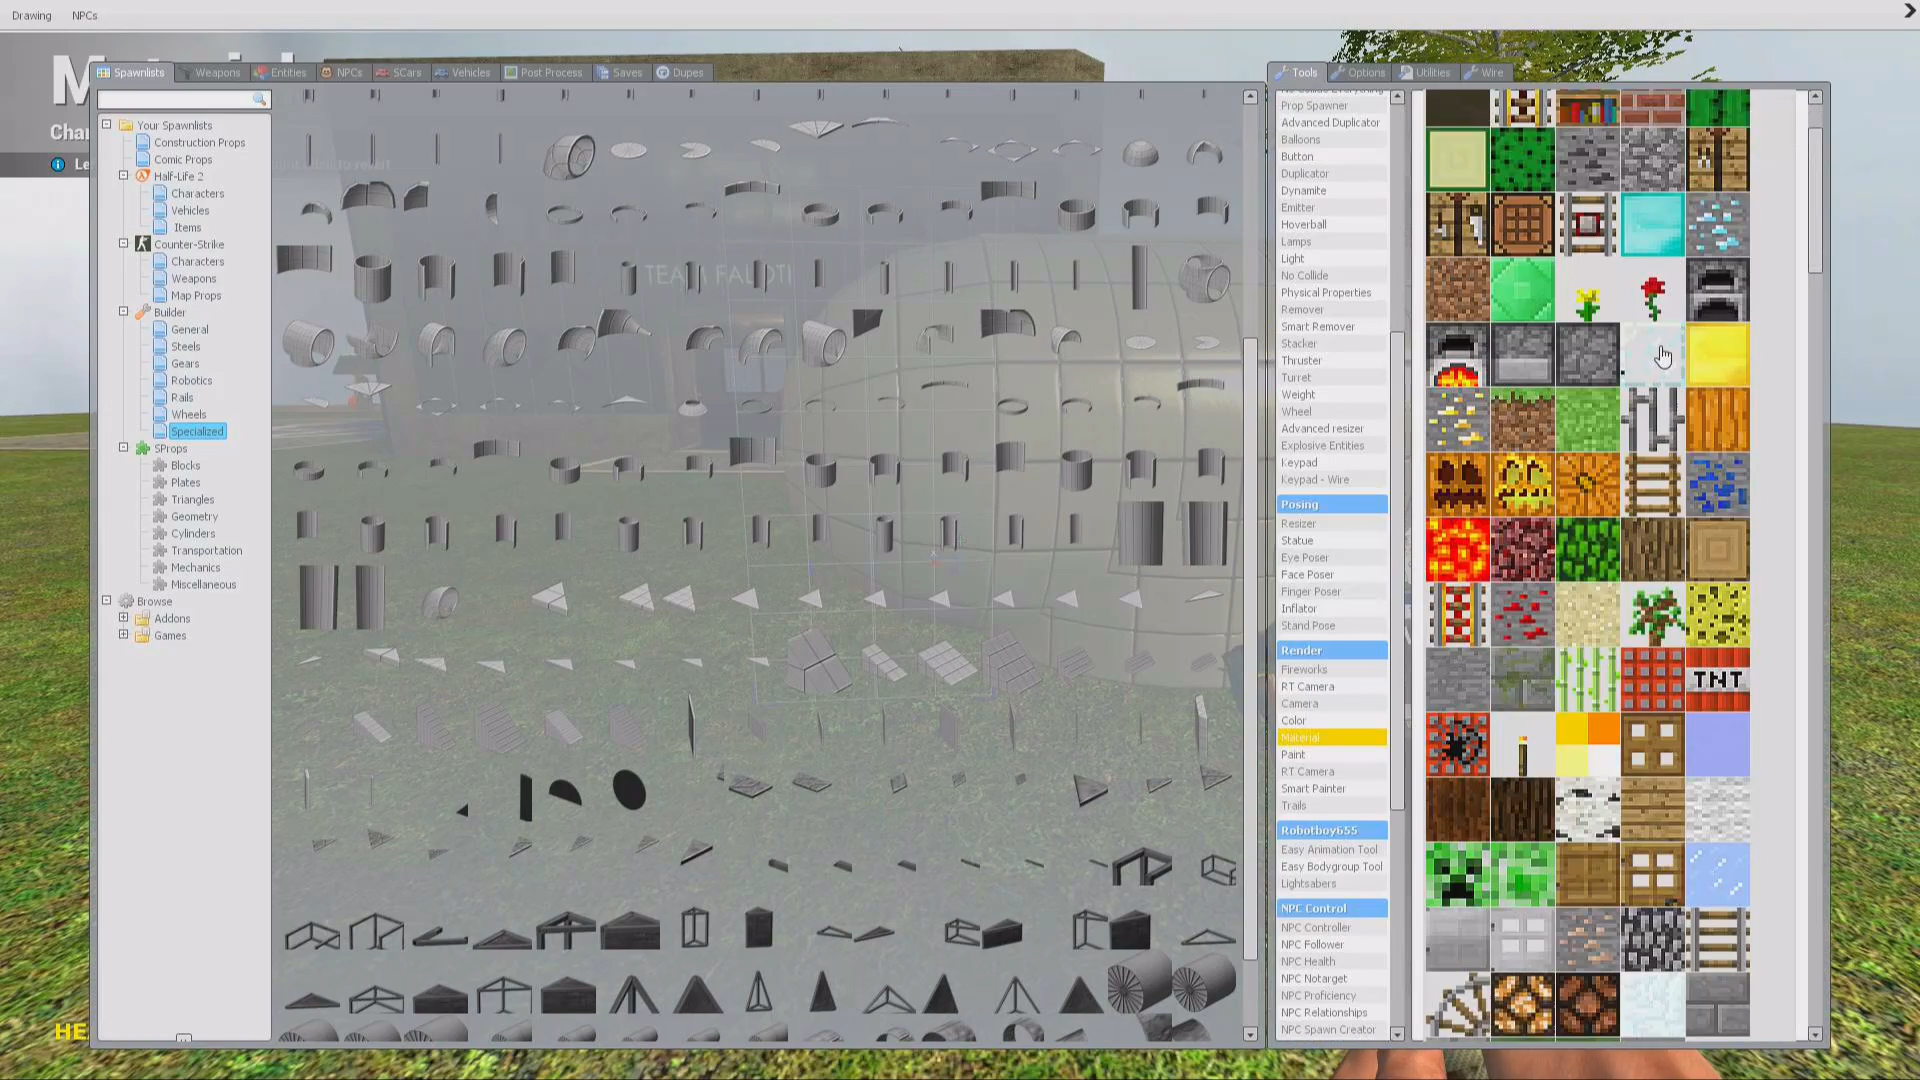 Drawing NPCs
Spawnlists Weapons Entities NPCs SCars Vehicles Post Process Saves Dupes
Tools Options Utilities Wire
Your Spawnlists
Construction Props
Comic Props
Half-Life 2
Characters
Vehicles
Items
Counter-Strike
Characters
Weapons
Map Props
Builder
General
Steels
Gears
Robotics
Rails
Wheels
Specialized
SProps
Blocks
Plates
Triangles
Geometry
Cylinders
Transportation
Mechanics
Miscellaneous
Browse
Addons
Games
No Collide Everything
Prop Spawner
Advanced Duplicator
Balloons
Button
Duplicator
Dynamite
Emitter
Hoverball
Lamps
Light
No Collide
Physical Properties
Remover
Smart Remover
Stacker
Thruster
Turret
Weight
Wheel
Advanced resizer
Explosive Entities
Keypad
Keypad - Wire
Posing
Resizer
Statue
Eye Poser
Face Poser
Finger Poser
Inflator
Stand Pose
Render
Fireworks
RT Camera
Camera
Color
Material
Paint
RT Camera
Smart Painter
Trails
Robotboy655
Easy Animation Tool
Easy Bodygroup Tool
Lightsabers
NPC Control
NPC Controller
NPC Follower
NPC Health
NPC Notarget
NPC Proficiency
NPC Relationships
NPC Spawn Creator
TNT
Cha
Le
HE